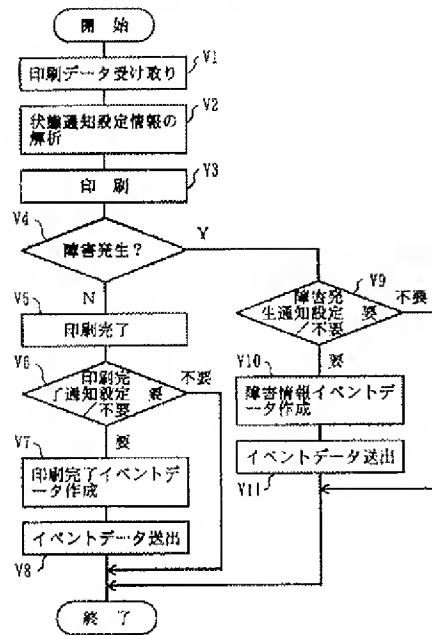 開 始
V1
印刷データ受け取り
V2
状態通知設定情報の
解析
V3
印 刷
V4
障害発生?
Y
N
V5
印刷完了
V6
印刷完
了通知設定 要
/不要
不要
要
V7
印刷完了イベントデ
ータ作成
イベントデータ送出
V8
V9
障害発
生通知設定 要
/不要
不要
要
V10
障害情報イベントデ
ータ作成
イベントデータ送出
V11
終 了